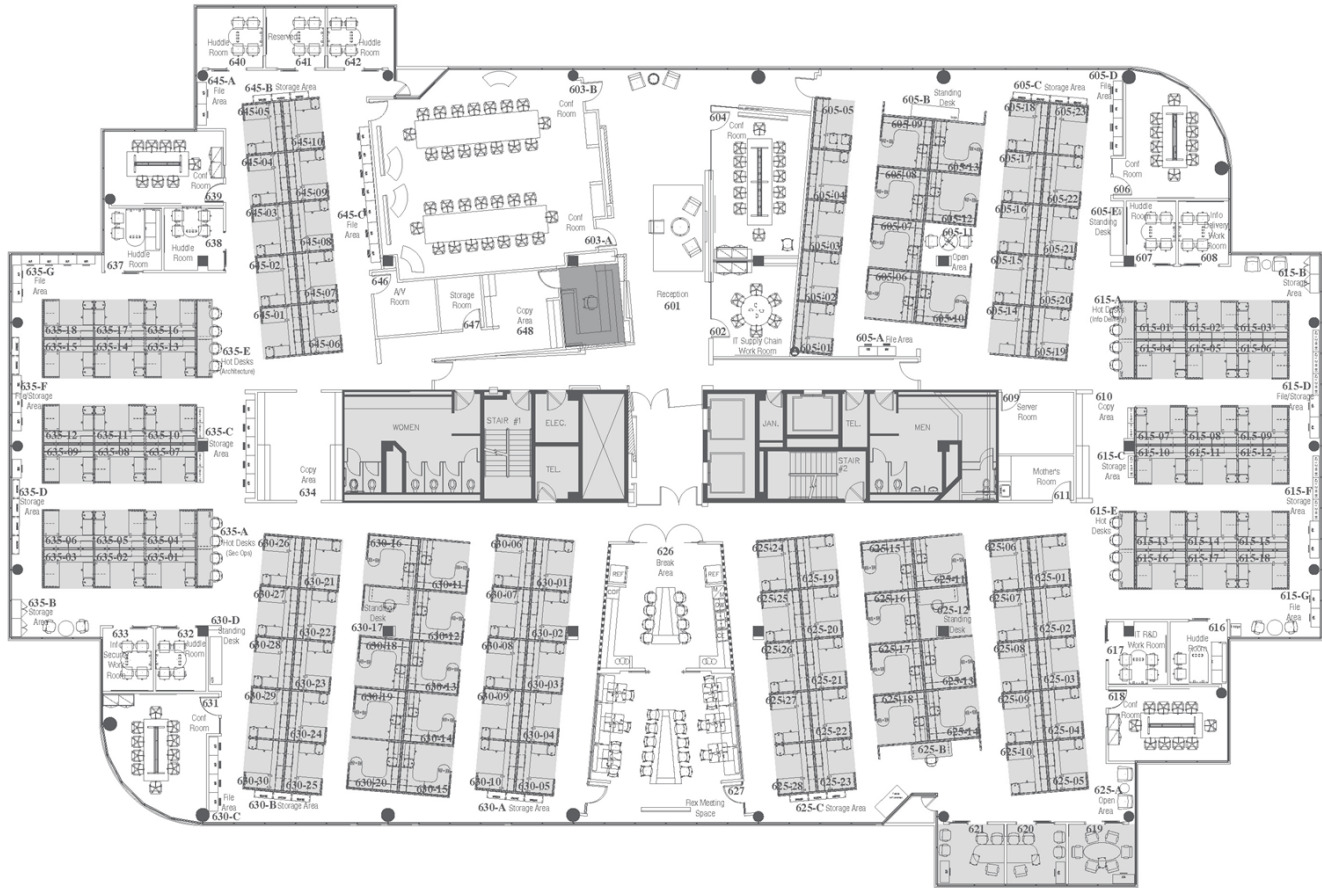 Huddle
Room
640
Reserved
641
Huddle
Room
642
645-A
File
Area
645-B Storage Area
645-05
645-10
645-04
645-09
645-03
645-08
645-02
645-07
645-01
645-06
645-C
File
Area
Conf
Room
639
637
Huddle
Room
Huddle
Room
638
603-B
Conf
Room
Conf
Room
603-A
646
A/V
Room
Storage
Room
647
Copy
Area
648
Reception
601
604
Conf
Room
602
IT Supply Chain
Work Room
605-05
605-04
605-03
605-02
605-01
605-A File Area
Standing
Desk
605-B
605-09
605-13
605-08
605-12
605-07
605-11
Open
Area
605-06
605-10
605-C Storage Area
605-18
605-23
605-17
605-22
605-16
605-21
605-15
605-20
605-14
605-19
605-D
File
Area
Conf
Room
606
605-E
Standing
Desk
Huddle
Room
607
Info
Delivery
Work
Room
608
635-G
File
Area
635-18
635-17
635-16
635-15
635-14
635-13
635-E
Hot Desks
(Architecture)
635-F
File/Storage
Area
635-12
635-11
635-10
635-09
635-08
635-07
635-C
Storage
Area
635-D
Storage
Area
635-06
635-05
635-04
635-03
635-02
635-01
635-A
Hot Desks
(Sec Ops)
635-B
Storage
Area
Copy
Area
634
WOMEN
STAIR #1
ELEC.
TEL.
JAN.
TEL.
STAIR
#2
MEN
609
Server
Room
610
Copy
Area
Mother's
Room
611
615-B
Storage
Area
615-A
Hot Desks
(Info Delivery)
615-01
615-02
615-03
615-04
615-05
615-06
615-D
File/Storage
Area
615-07
615-08
615-09
615-10
615-11
615-12
615-C
Storage
Area
615-F
Storage
Area
615-E
Hot
Desks
615-13
615-14
615-15
615-16
615-17
615-18
615-G
File
Area
633
Info
Security
Work
Room
632
Huddle
Room
630-D
Standing
Desk
631
Conf
Room
File
Area
630-C
630-26
630-21
630-27
630-22
630-28
630-23
630-29
630-24
630-30
630-25
630-B Storage Area
630-16
630-11
Standing
Desk
630-17
630-12
630-18
630-13
630-19
630-14
630-20
630-15
630-06
630-01
630-07
630-02
630-08
630-03
630-09
630-04
630-10
630-05
630-A Storage Area
626
Break
Area
REF
REF
627
Flex Meeting
Space
625-24
625-19
625-25
625-20
625-26
625-21
625-27
625-22
625-28
625-23
625-C Storage Area
625-15
625-11
625-16
625-12
Standing
Desk
625-17
625-13
625-18
625-14
625-B
625-06
625-01
625-07
625-02
625-08
625-03
625-09
625-04
625-10
625-05
616
IT R&D
Work Room
617
Huddle
Room
618
Conf
Room
625-A
Open
Area
621
620
619